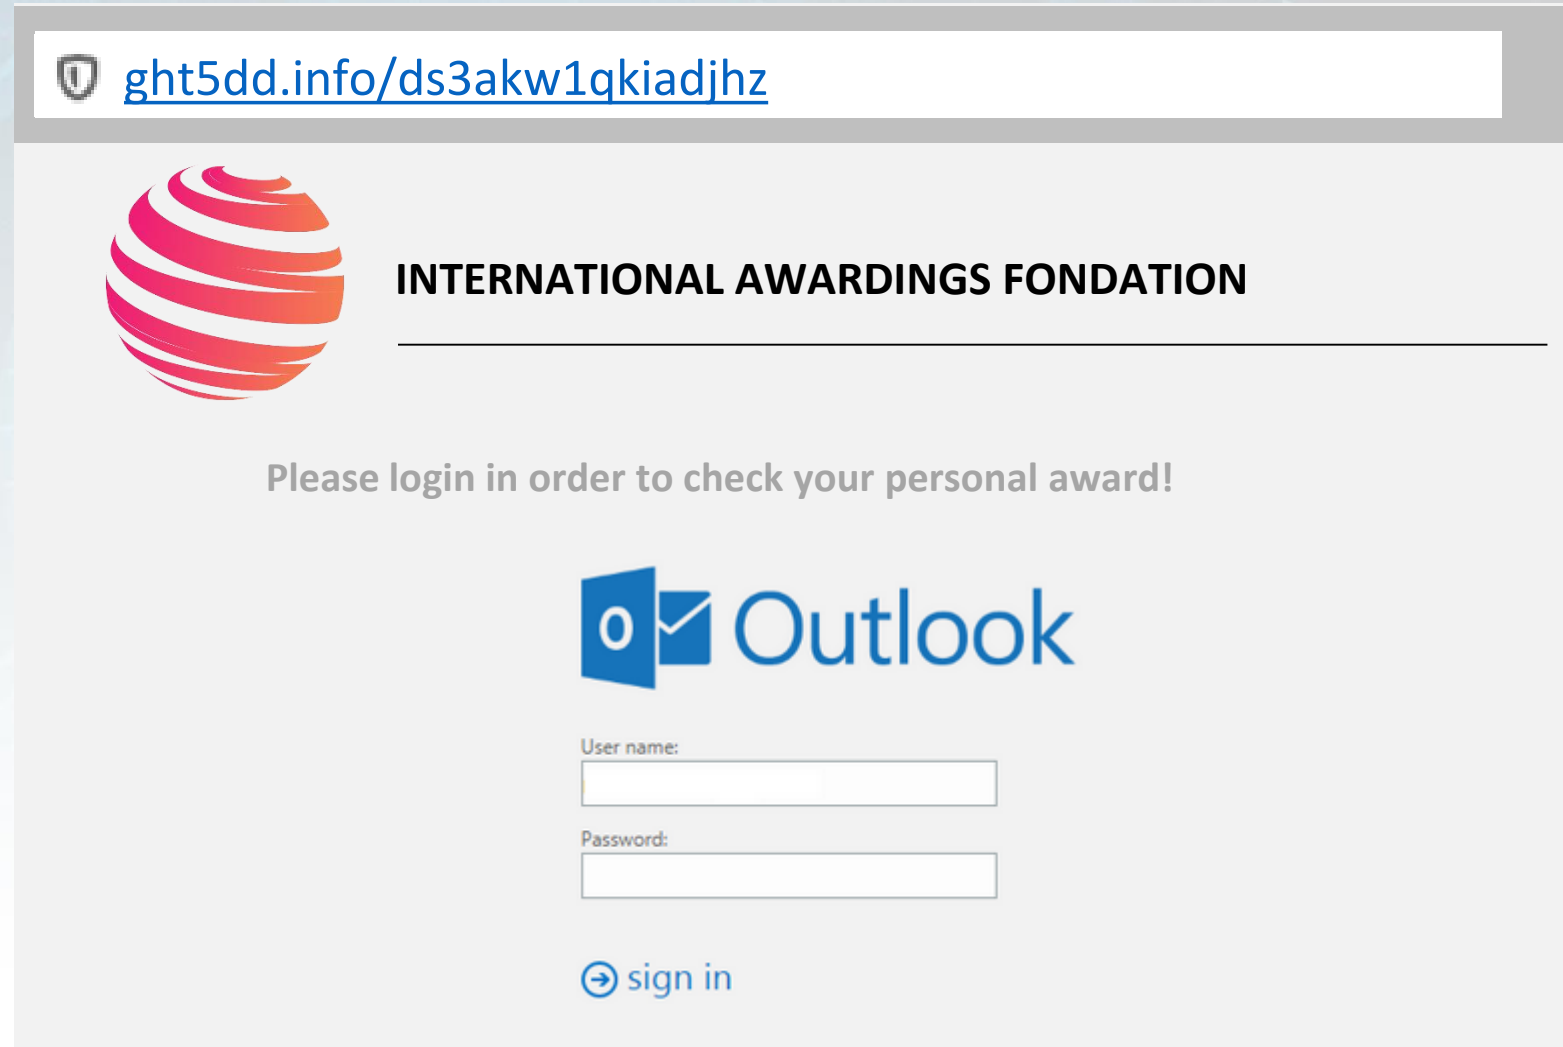 ght5dd.info/ds3akw1qkiadjhz
INTERNATIONAL AWARDINGS FONDATION
Please login in order to check your personal award!
o Outlook
User name:
Password:
sign in